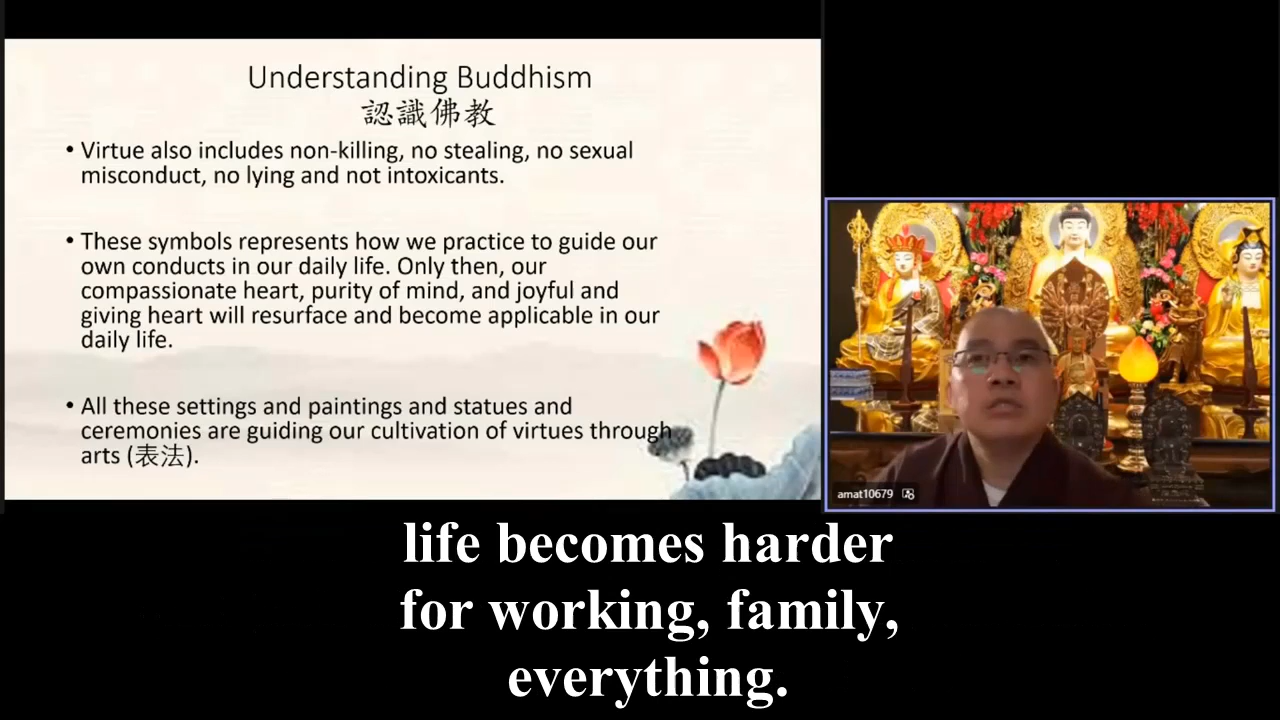 Understanding Buddhism
認識佛教
• Virtue also includes non-killing, no stealing, no sexual
misconduct, no lying and not intoxicants.
• These symbols represents how we practice to guide our
own conducts in our daily life. Only then, our
compassionate heart, purity of mind, and joyful and
giving heart will resurface and become applicable in our
daily life.
• All these settings and paintings and statues and
ceremonies are guiding our cultivation of virtues through
arts (表法).
amat10679
life becomes harder
for working, family,
everything.